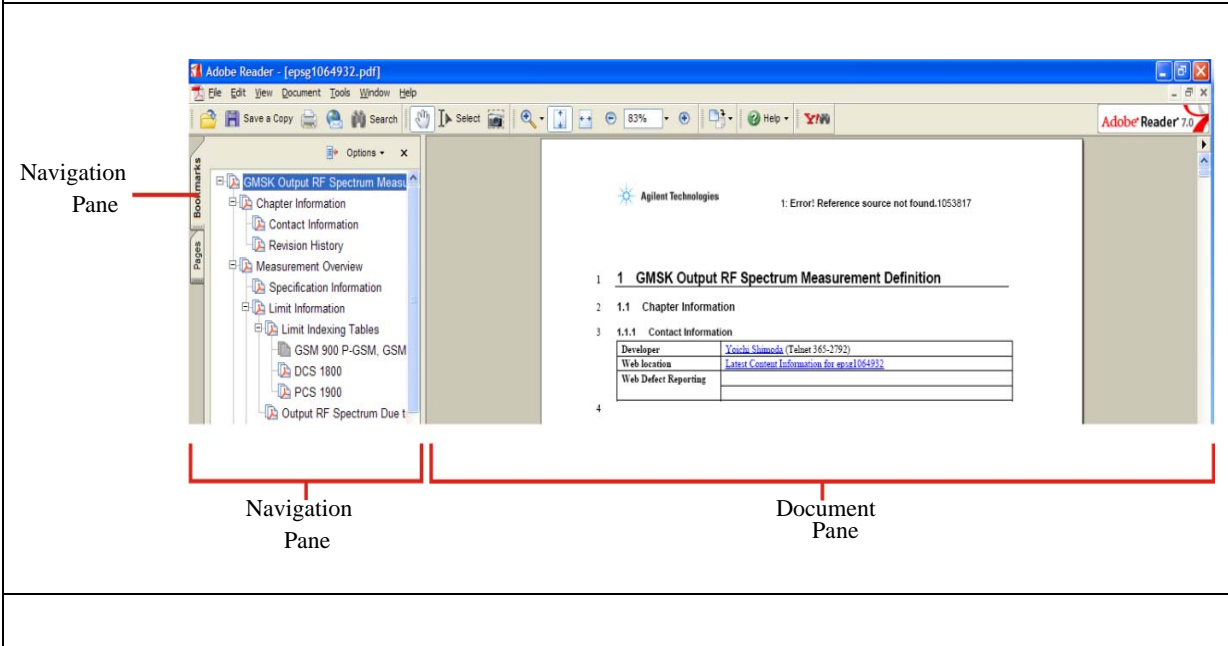 Adobe Reader - [epsg1064932.pdf]
File Edit View Document Tools Window Help
Save a Copy Search Select 83% Help Y! Adobe Reader 7.0
Options x
Bookmarks
Pages
GMSK Output RF Spectrum Measu
Chapter Information
Contact Information
Revision History
Measurement Overview
Specification Information
Limit Information
Limit Indexing Tables
GSM 900 P-GSM, GSM
DCS 1800
PCS 1900
Output RF Spectrum Due t
Navigation
Pane
Agilent Technologies
1: Error! Reference source not found.1053817
1 1 GMSK Output RF Spectrum Measurement Definition
2 1.1 Chapter Information
3 1.1.1 Contact Information
Developer Yoichi Shimoda (Telnet 365-2792)
Web location Latest Content Information for epsg1064932
Web Defect Reporting
4
Navigation
Pane
Document
Pane